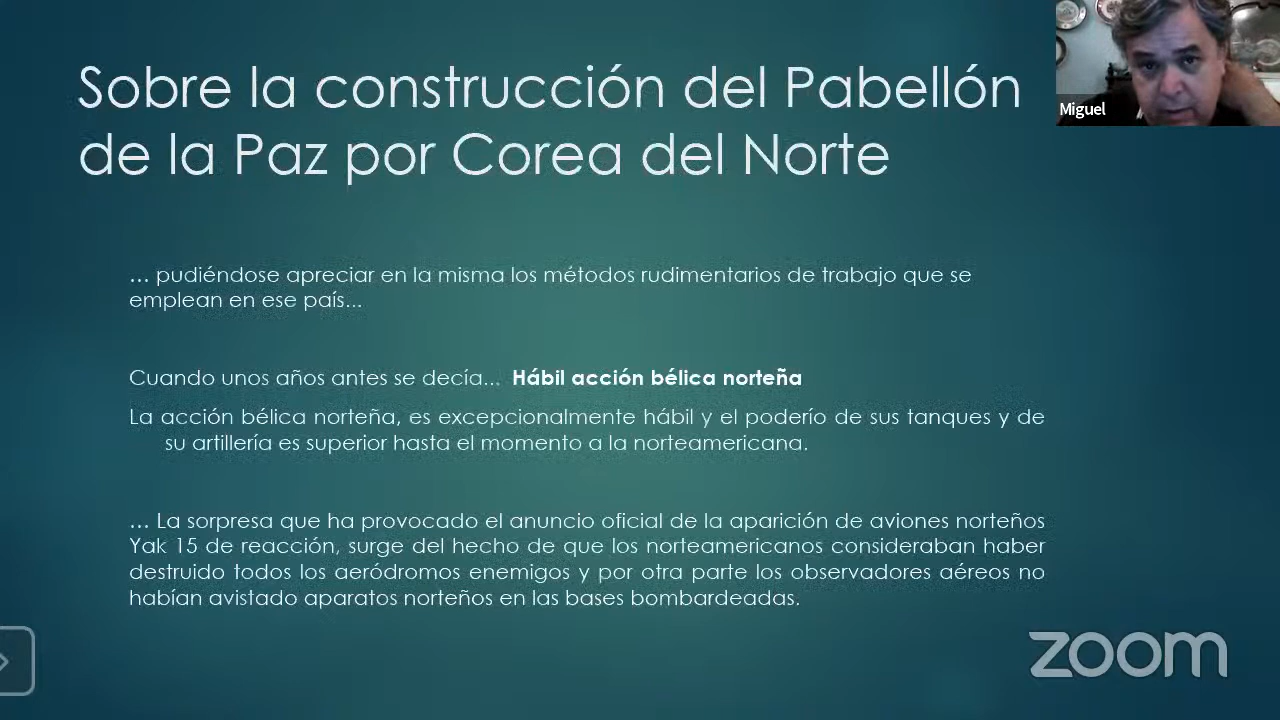 Sobre la construcción del Pabellón
de la Paz por Corea del Norte
Miguel
... pudiéndose apreciar en la misma los métodos rudimentarios de trabajo que se
emplean en ese país...
Cuando unos años antes se decía... Hábil acción bélica norteña
La acción bélica norteña, es excepcionalmente hábil y el poderío de sus tanques y de
su artillería es superior hasta el momento a la norteamericana.
... La sorpresa que ha provocado el anuncio oficial de la aparición de aviones norteños
Yak 15 de reacción, surge del hecho de que los norteamericanos consideraban haber
destruido todos los aeródromos enemigos y por otra parte los observadores aéreos no
habían avistado aparatos norteños en las bases bombardeadas.
zoom